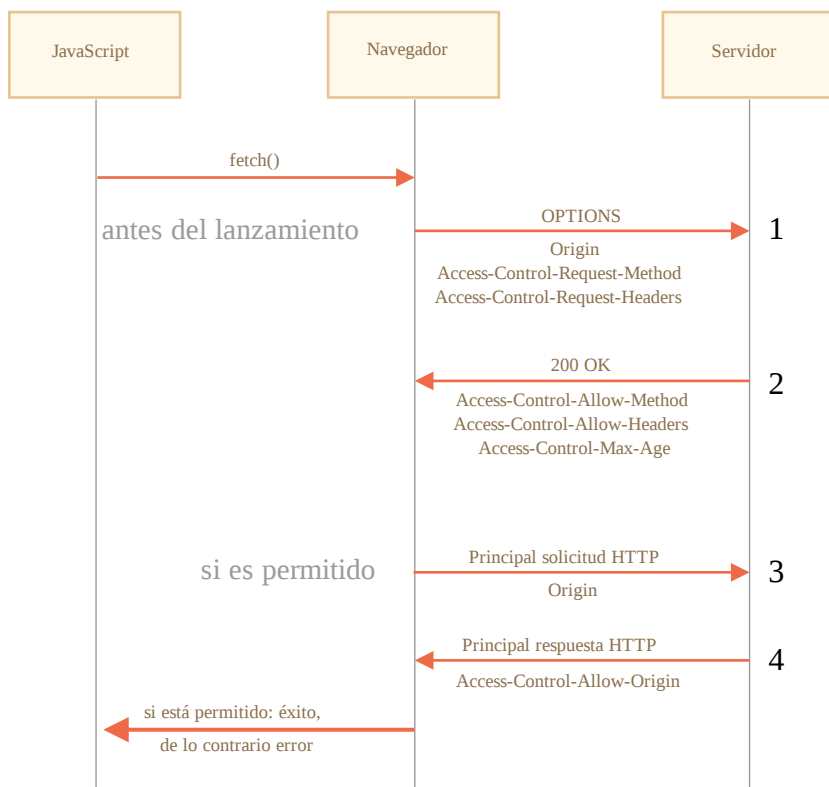 JavaScript
Navegador
Servidor
fetch()
antes del lanzamiento
OPTIONS
1
Origin
Access-Control-Request-Method
Access-Control-Request-Headers
200 OK
2
Access-Control-Allow-Method
Access-Control-Allow-Headers
Access-Control-Max-Age
si es permitido
Principal solicitud HTTP
3
Origin
Principal respuesta HTTP
4
Access-Control-Allow-Origin
si está permitido: éxito,
de lo contrario error